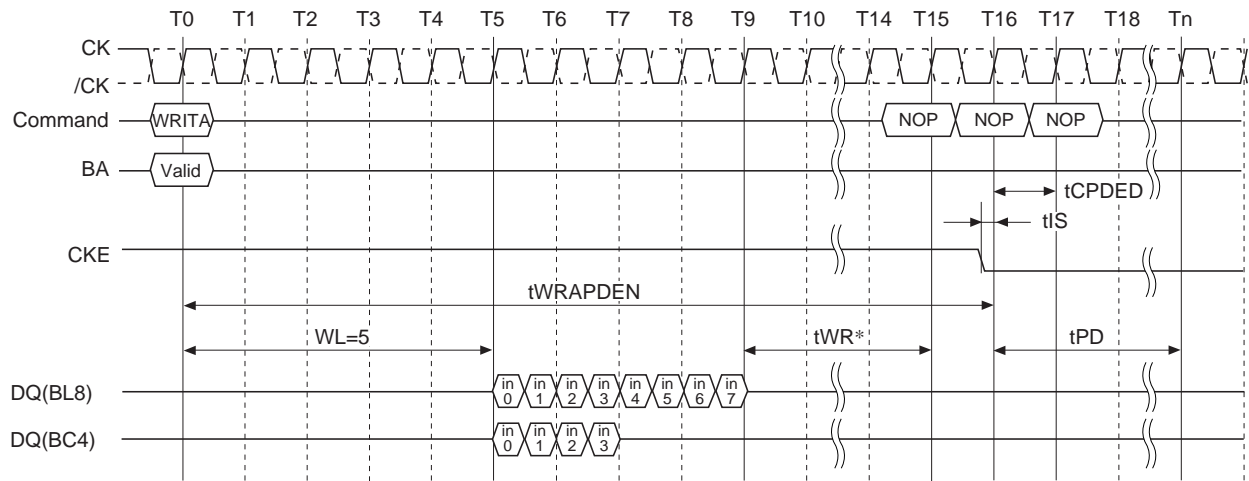 T0 T1 T2 T3 T4 T5 T6 T7 T8 T9 T10 T14 T15 T16 T17 T18 Tn
CK
/CK
Command WRITA NOP NOP NOP
BA Valid
tCPDED
tIS
CKE
tWRAPDEN
WL=5 tWR* tPD
DQ(BL8) in 0 in 1 in 2 in 3 in 4 in 5 in 6 in 7
DQ(BC4) in 0 in 1 in 2 in 3